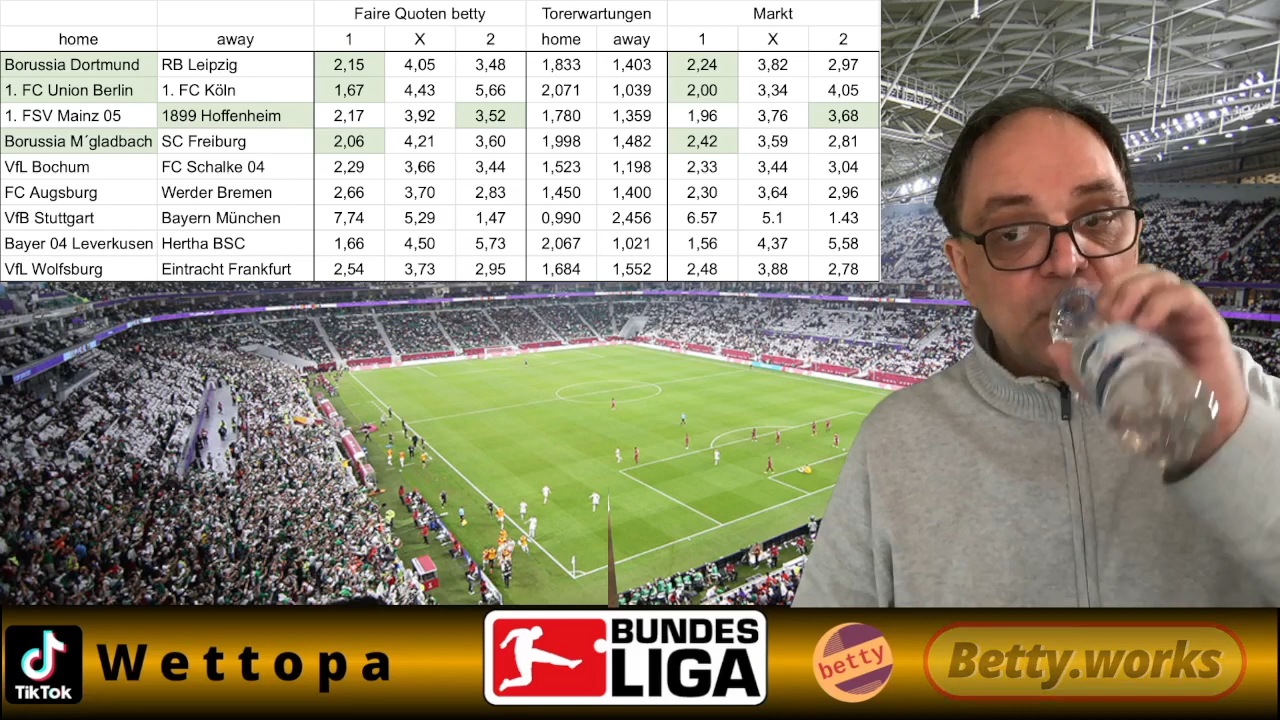 Faire Quoten betty Torerwartungen Markt
home away 1 X 2 home away 1 X 2
Borussia Dortmund RB Leipzig 2,15 4,05 3,48 1,833 1,403 2,24 3,82 2,97
1. FC Union Berlin 1. FC Köln 1,67 4,43 5,66 2,071 1,039 2,00 3,34 4,05
1. FSV Mainz 05 1899 Hoffenheim 2,17 3,92 3,52 1,780 1,359 1,96 3,76 3,68
Borussia M´gladbach SC Freiburg 2,06 4,21 3,60 1,998 1,482 2,42 3,59 2,81
VfL Bochum FC Schalke 04 2,29 3,66 3,44 1,523 1,198 2,33 3,44 3,04
FC Augsburg Werder Bremen 2,66 3,70 2,83 1,450 1,400 2,30 3,64 2,96
VfB Stuttgart Bayern München 7,74 5,29 1,47 0,990 2,456 6.57 5.1 1.43
Bayer 04 Leverkusen Hertha BSC 1,66 4,50 5,73 2,067 1,021 1,56 4,37 5,58
VfL Wolfsburg Eintracht Frankfurt 2,54 3,73 2,95 1,684 1,552 2,48 3,88 2,78
TikTok
Wettopa
BUNDES
LIGA
betty
Betty.works